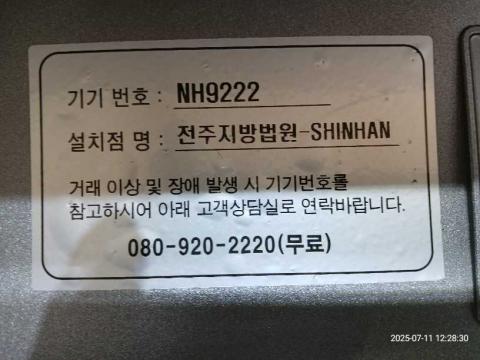 기기 번호 : NH9222
설치점 명 : 전주지방법원-SHINHAN
거래 이상 및 장애 발생 시 기기번호를
참고하시어 아래 고객상담실로 연락바랍니다.
080-920-2220(무료)
2025-07-11 12:28:30